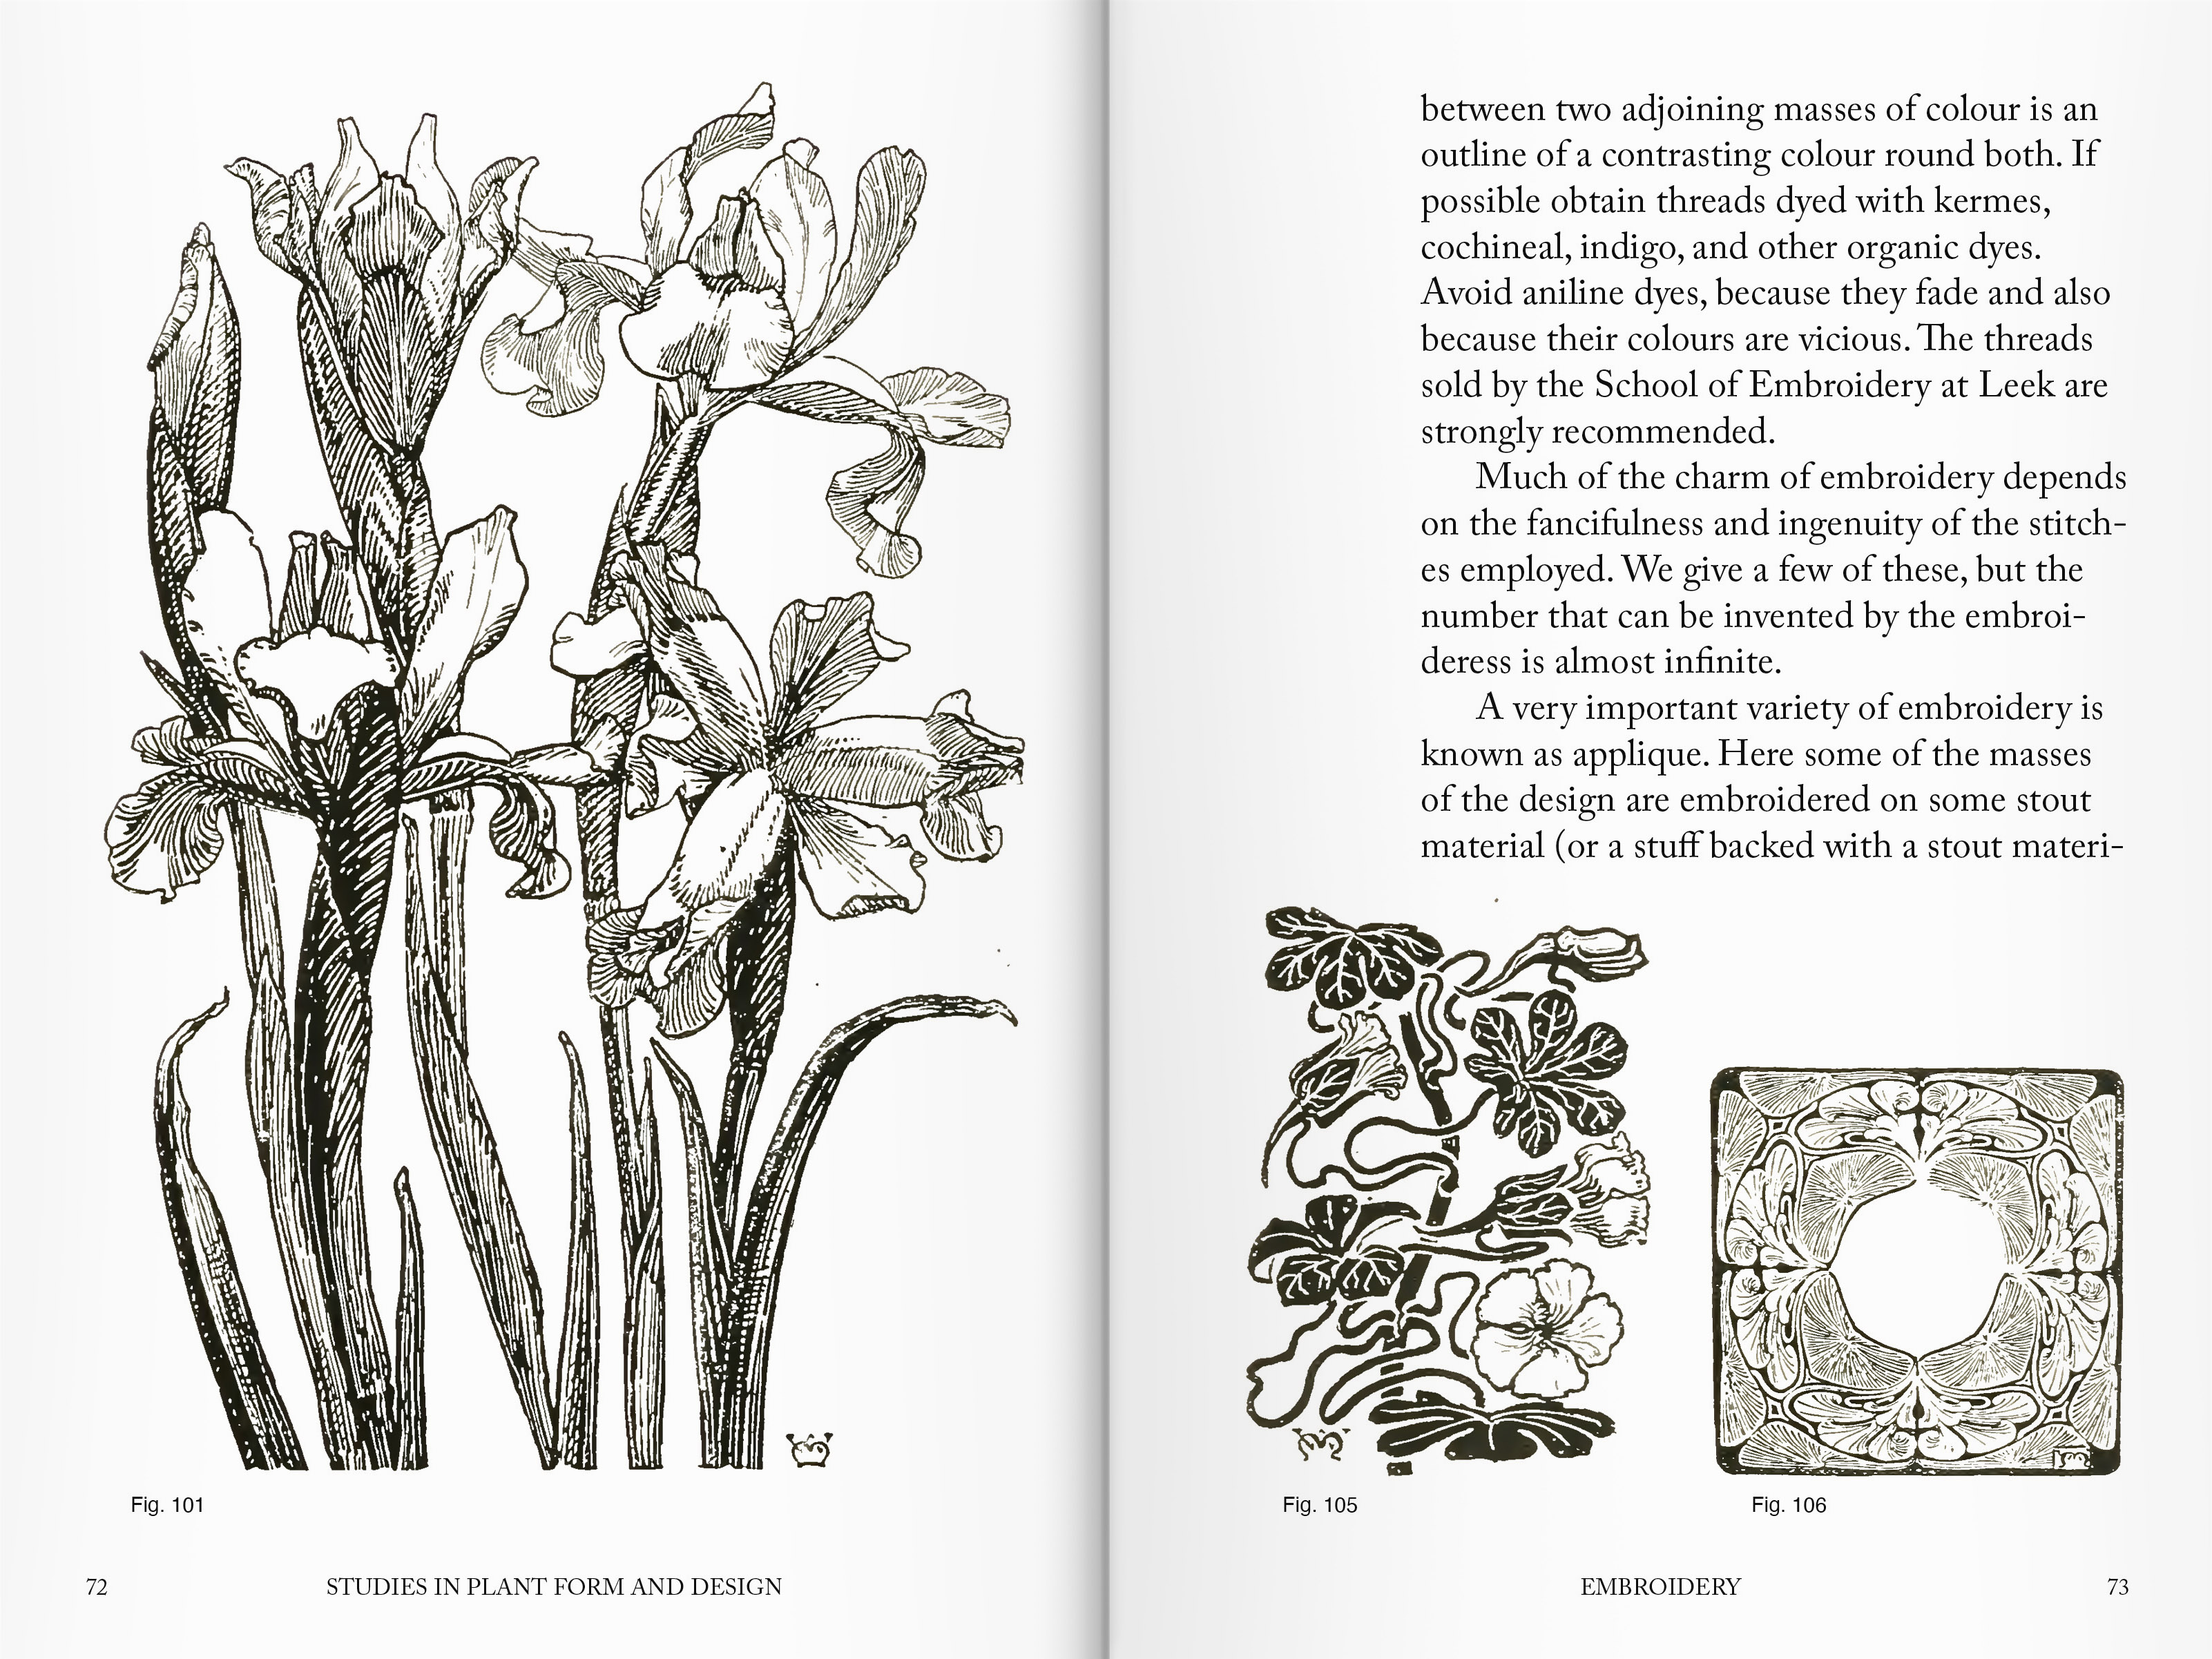 Fig. 101
72
STUDIES IN PLANT FORM AND DESIGN
between two adjoining masses of colour is an
outline of a contrasting colour round both. If
possible obtain threads dyed with kermes,
cochineal, indigo, and other organic dyes.
Avoid aniline dyes, because they fade and also
because their colours are vicious. The threads
sold by the School of Embroidery at Leek are
strongly recommended.
Much of the charm of embroidery depends
on the fancifulness and ingenuity of the stitch-
es employed. We give a few of these, but the
number that can be invented by the embroi-
deress is almost infinite.
A very important variety of embroidery is
known as applique. Here some of the masses
of the design are embroidered on some stout
material (or a stuff backed with a stout materi-
Fig. 105
Fig. 106
EMBROIDERY
73